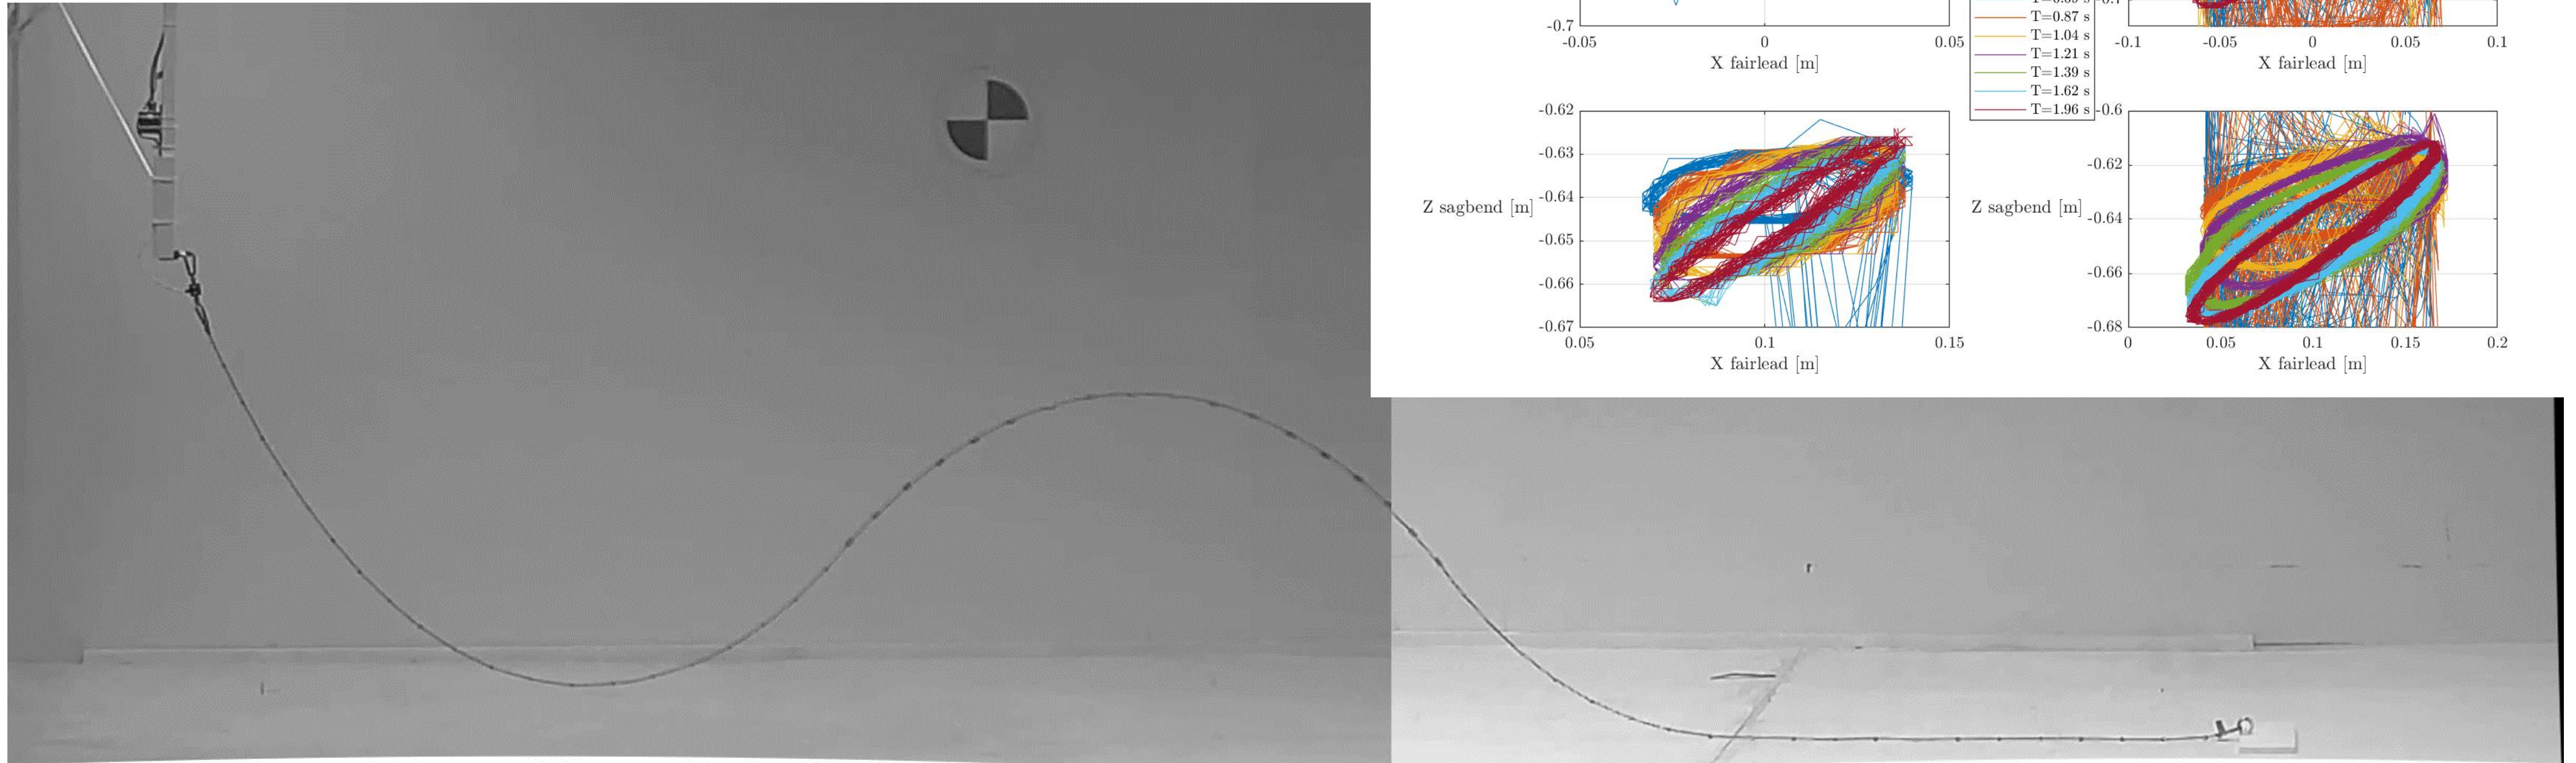 -0.7
-0.05 0 0.05
X fairlead [m]
T=0.87 s
T=1.04 s
T=1.21 s
T=1.39 s
T=1.62 s
T=1.96 s
-0.1 -0.05 0 0.05 0.1
X fairlead [m]
-0.62
-0.63
-0.64
Z sagbend [m]
-0.65
-0.66
-0.67
0.05 0.1 0.15
X fairlead [m]
-0.6
-0.62
-0.64
Z sagbend [m]
-0.66
-0.68
0 0.05 0.1 0.15 0.2
X fairlead [m]